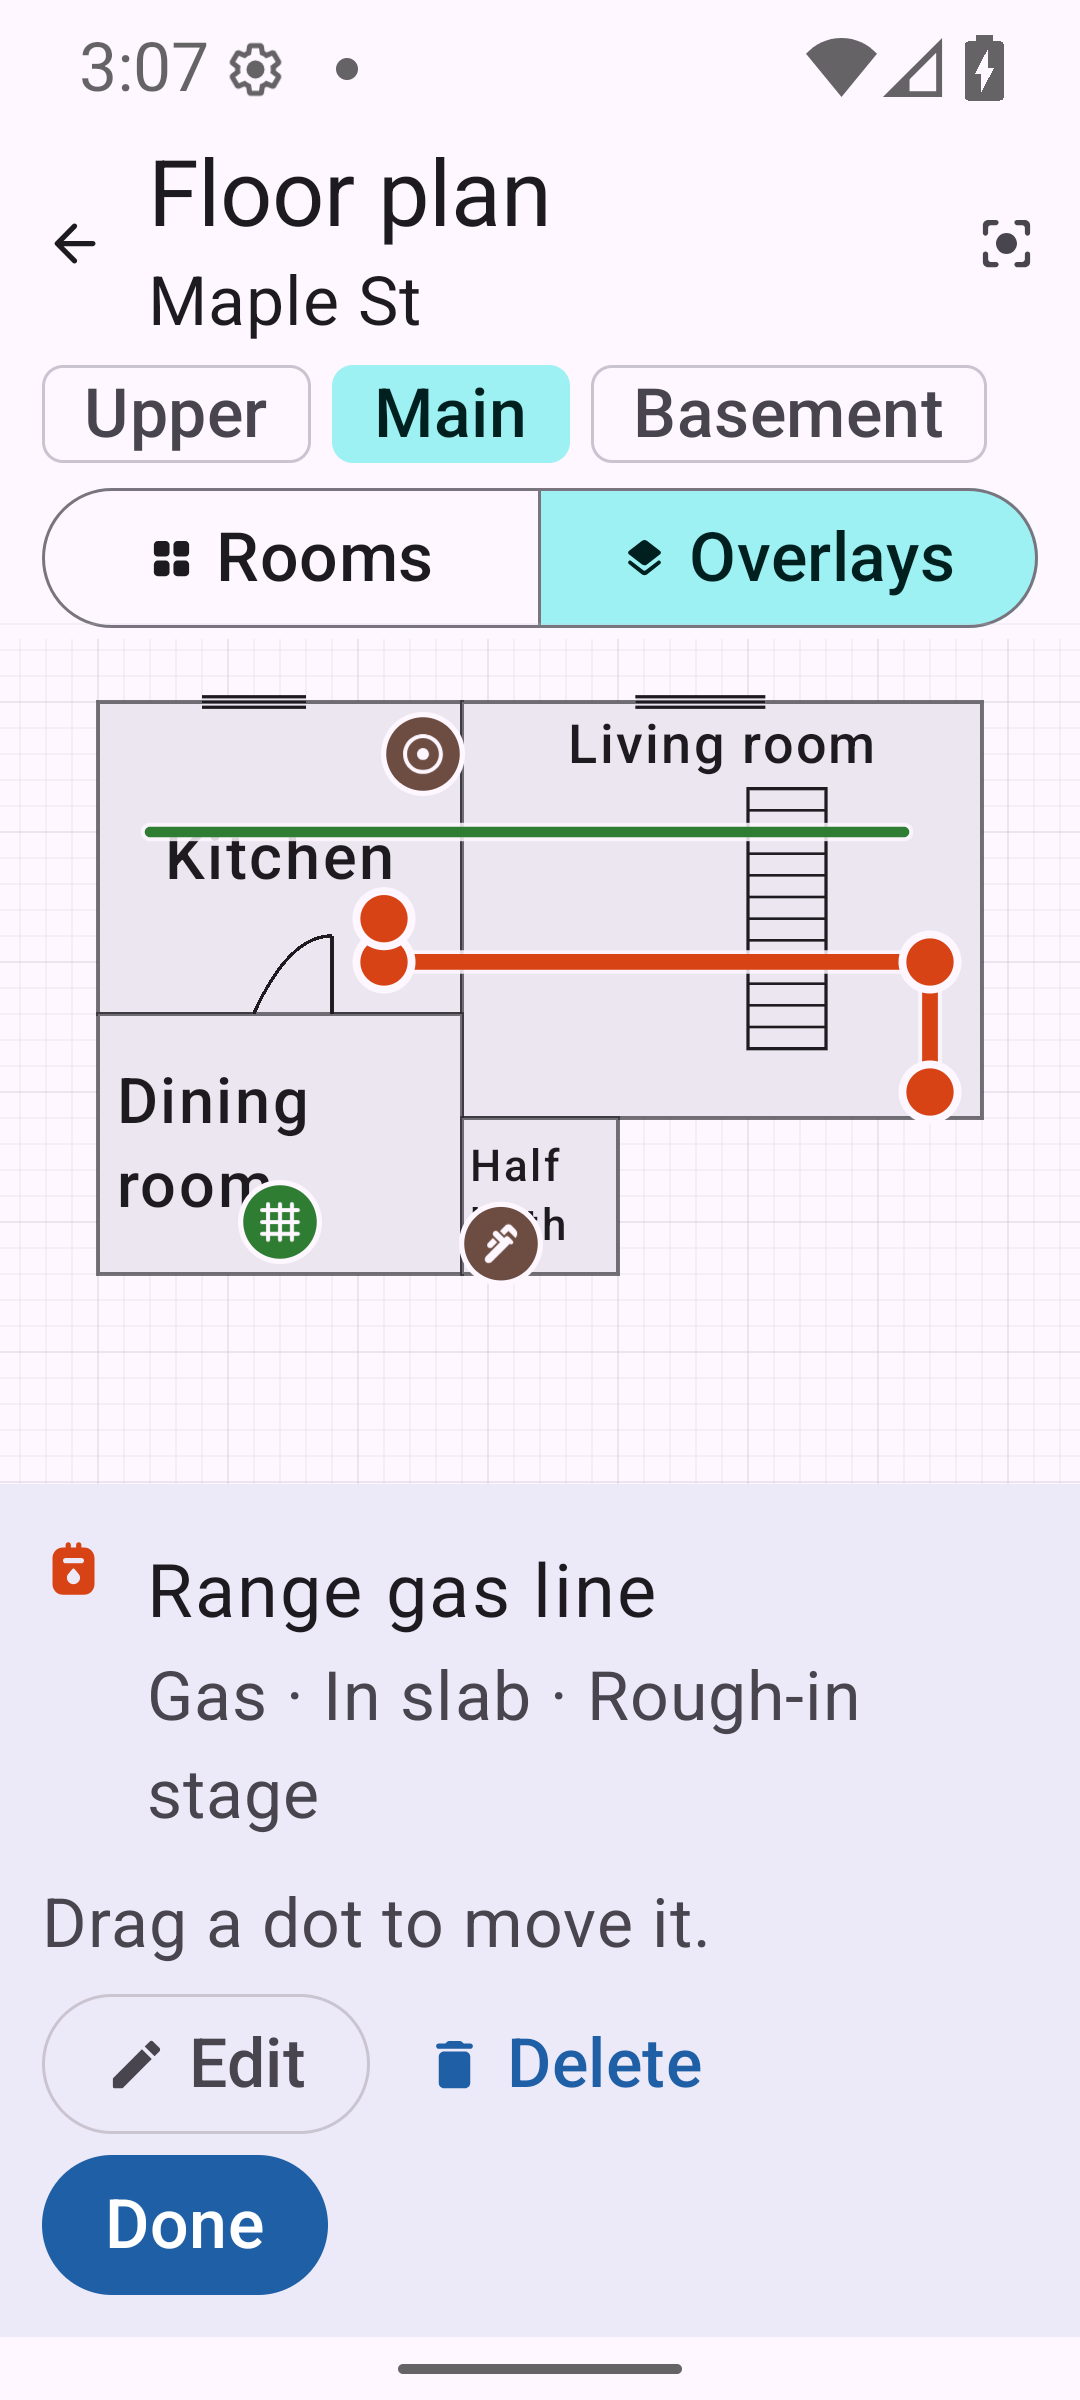 3:07
Floor plan
Maple St
Upper
Main
Basement
Rooms
Overlays
Living room
Kitchen
Dining
room
Half
Range gas line
Gas · In slab · Rough-in
stage
Drag a dot to move it.
Edit
Delete
Done